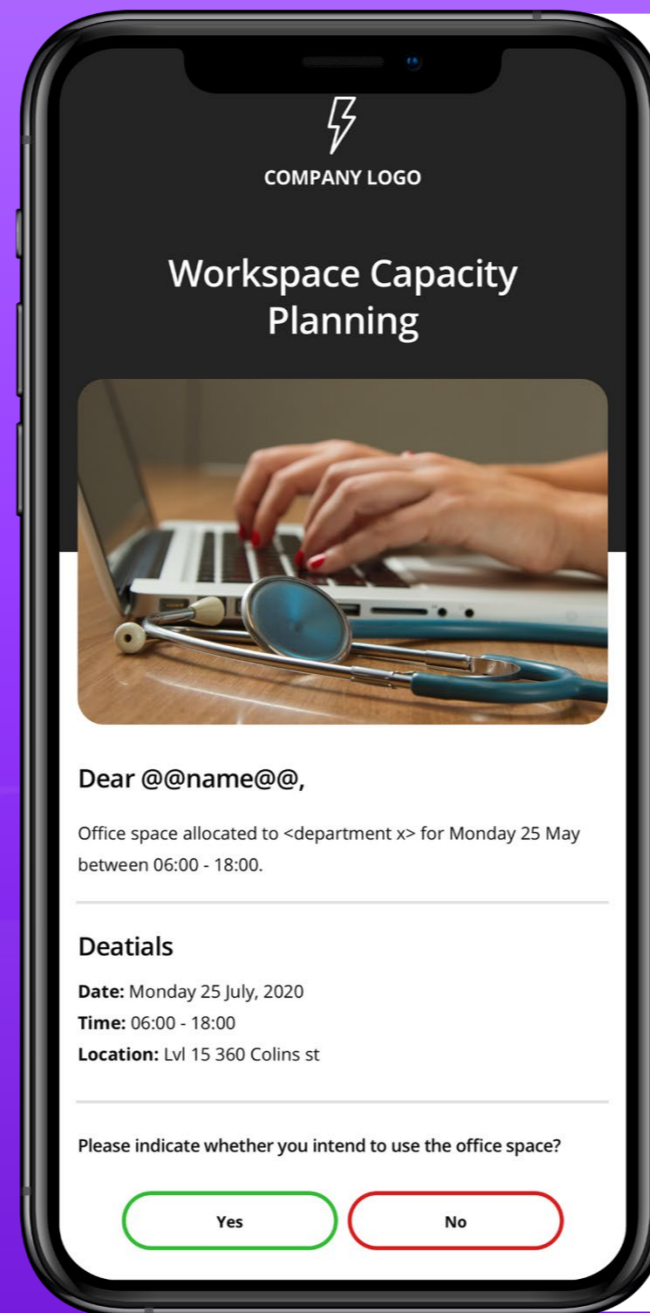 COMPANY LOGO
Workspace Capacity
Planning
Dear @@name@@,
Office space allocated to <department x> for Monday 25 May
between 06:00 - 18:00.
Deatials
Date: Monday 25 July, 2020
Time: 06:00 - 18:00
Location: Lvl 15 360 Colins st
Please indicate whether you intend to use the office space?
Yes
No